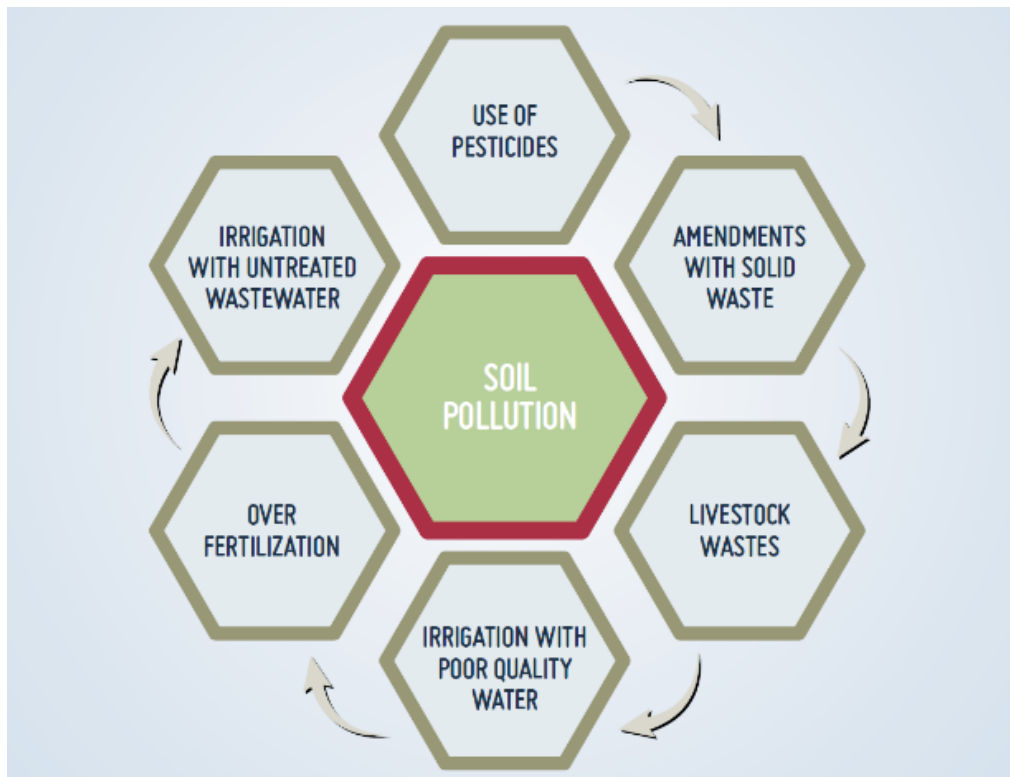 USE OF
PESTICIDES
AMENDMENTS
WITH SOLID
WASTE
LIVESTOCK
WASTES
IRRIGATION WITH
POOR QUALITY
WATER
OVER
FERTILIZATION
IRRIGATION
WITH UNTREATED
WASTEWATER
SOIL
POLLUTION